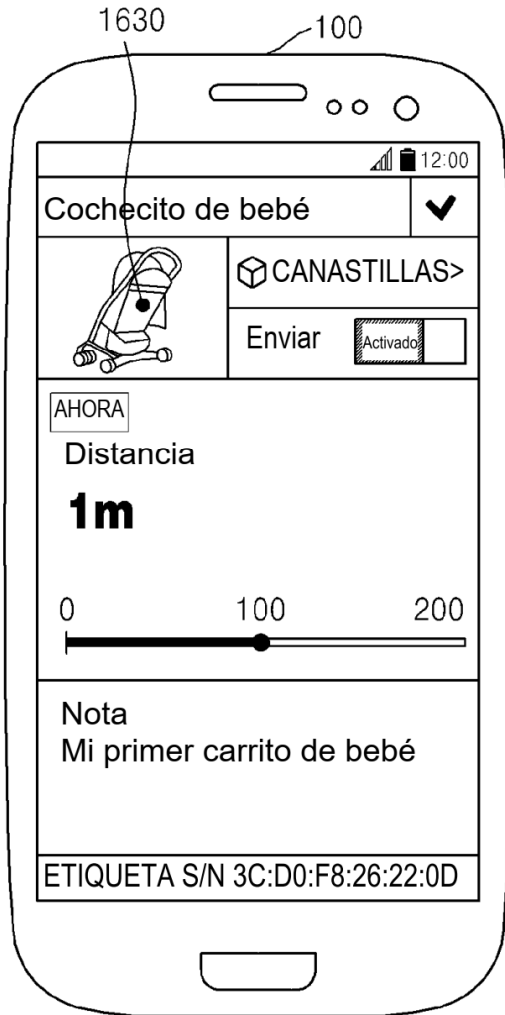 1630
100
12:00
Cochecito de bebé
CANASTILLAS>
Enviar
Activado
AHORA
Distancia
1m
0 100 200
Nota
Mi primer carrito de bebé
ETIQUETA S/N 3C:D0:F8:26:22:0D